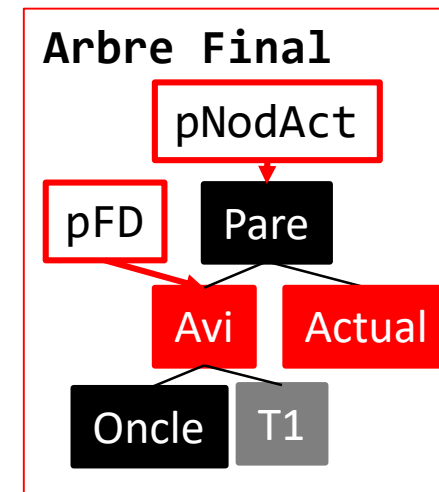 Arbre Final
pNodAct
pFD
Pare
Avi
Actual
Oncle
T1